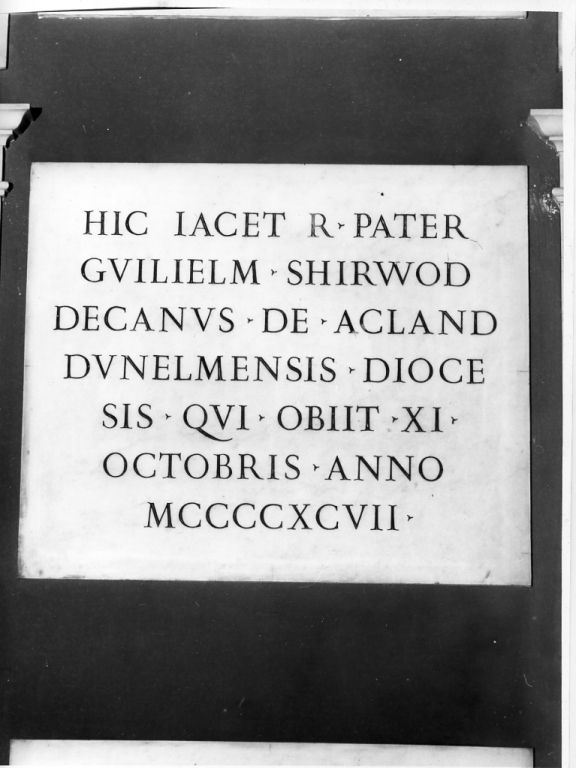 HIC IACET R·PATER
GVILIELM·SHIRWOD
DECANVS·DE·ACLAND
DVNELMENSIS·DIOCE
SIS·QVI·OBIIT·XI·
OCTOBRIS·ANNO
MCCCCXCVII·